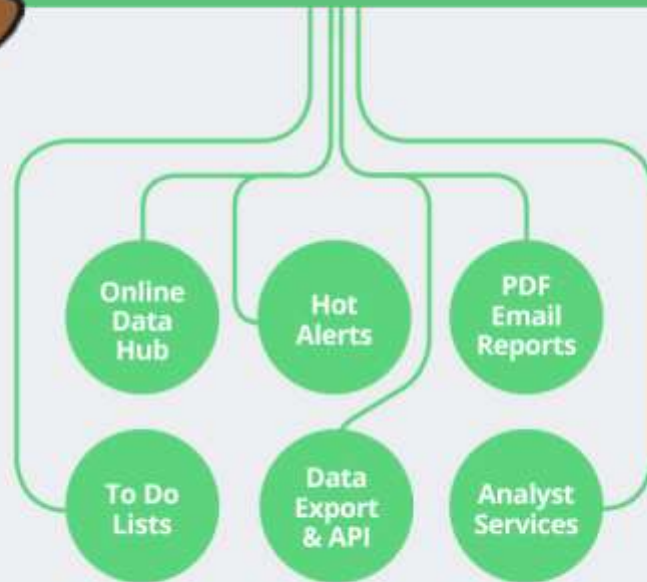 Online
Data
Hub
Hot
Alerts
PDF
Email
Reports
To Do
Lists
Data
Export
& API
Analyst
Services